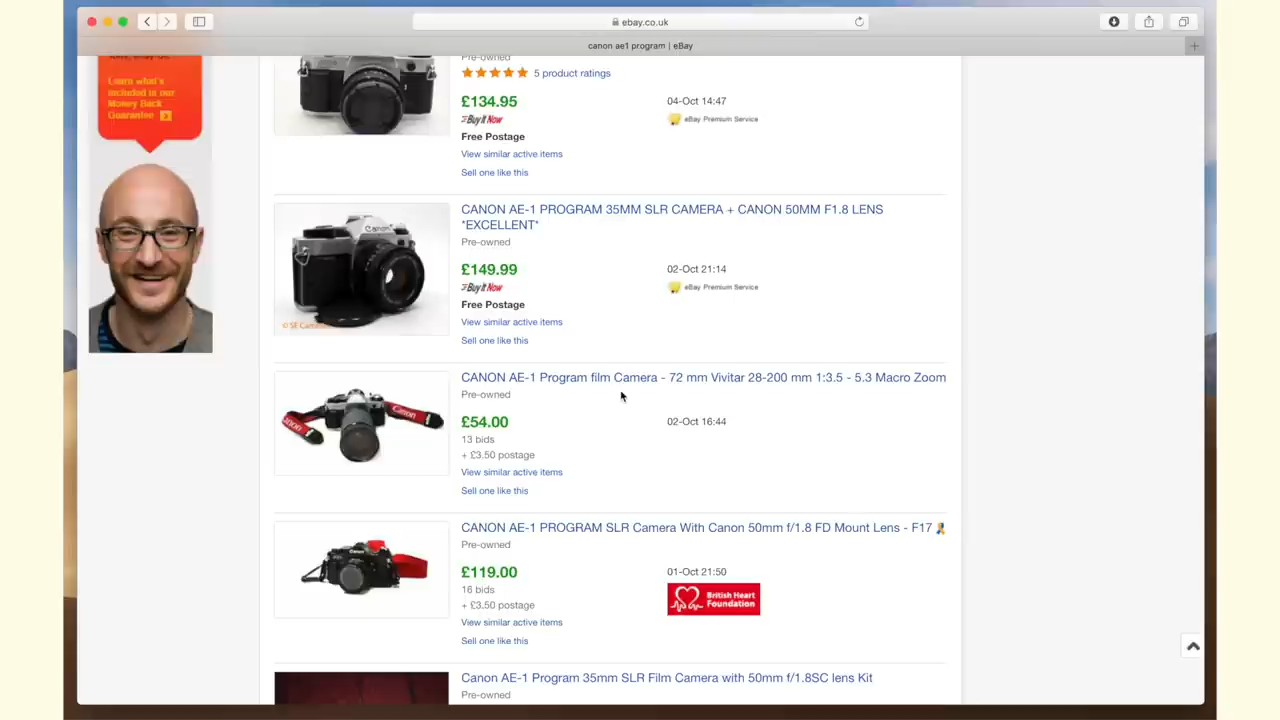 ebay.co.uk
canon ae1 program | eBay
Learn what's
included in our
Money Back
Guarantee
Pre-owned
5 product ratings
£134.95
04-Oct 14:47
Buy It Now
eBay Premium Service
Free Postage
View similar active items
Sell one like this
CANON AE-1 PROGRAM 35MM SLR CAMERA + CANON 50MM F1.8 LENS
*EXCELLENT*
Pre-owned
£149.99
02-Oct 21:14
Buy It Now
eBay Premium Service
Free Postage
View similar active items
Sell one like this
Canon
© SE Cameras
CANON AE-1 Program film Camera - 72 mm Vivitar 28-200 mm 1:3.5 - 5.3 Macro Zoom
Pre-owned
£54.00
02-Oct 16:44
13 bids
+ £3.50 postage
View similar active items
Sell one like this
Canon
Canon
CANON AE-1 PROGRAM SLR Camera With Canon 50mm f/1.8 FD Mount Lens - F17
Pre-owned
£119.00
01-Oct 21:50
16 bids
British Heart
Foundation
+ £3.50 postage
View similar active items
Sell one like this
Canon
Canon AE-1 Program 35mm SLR Film Camera with 50mm f/1.8SC lens Kit
Pre-owned